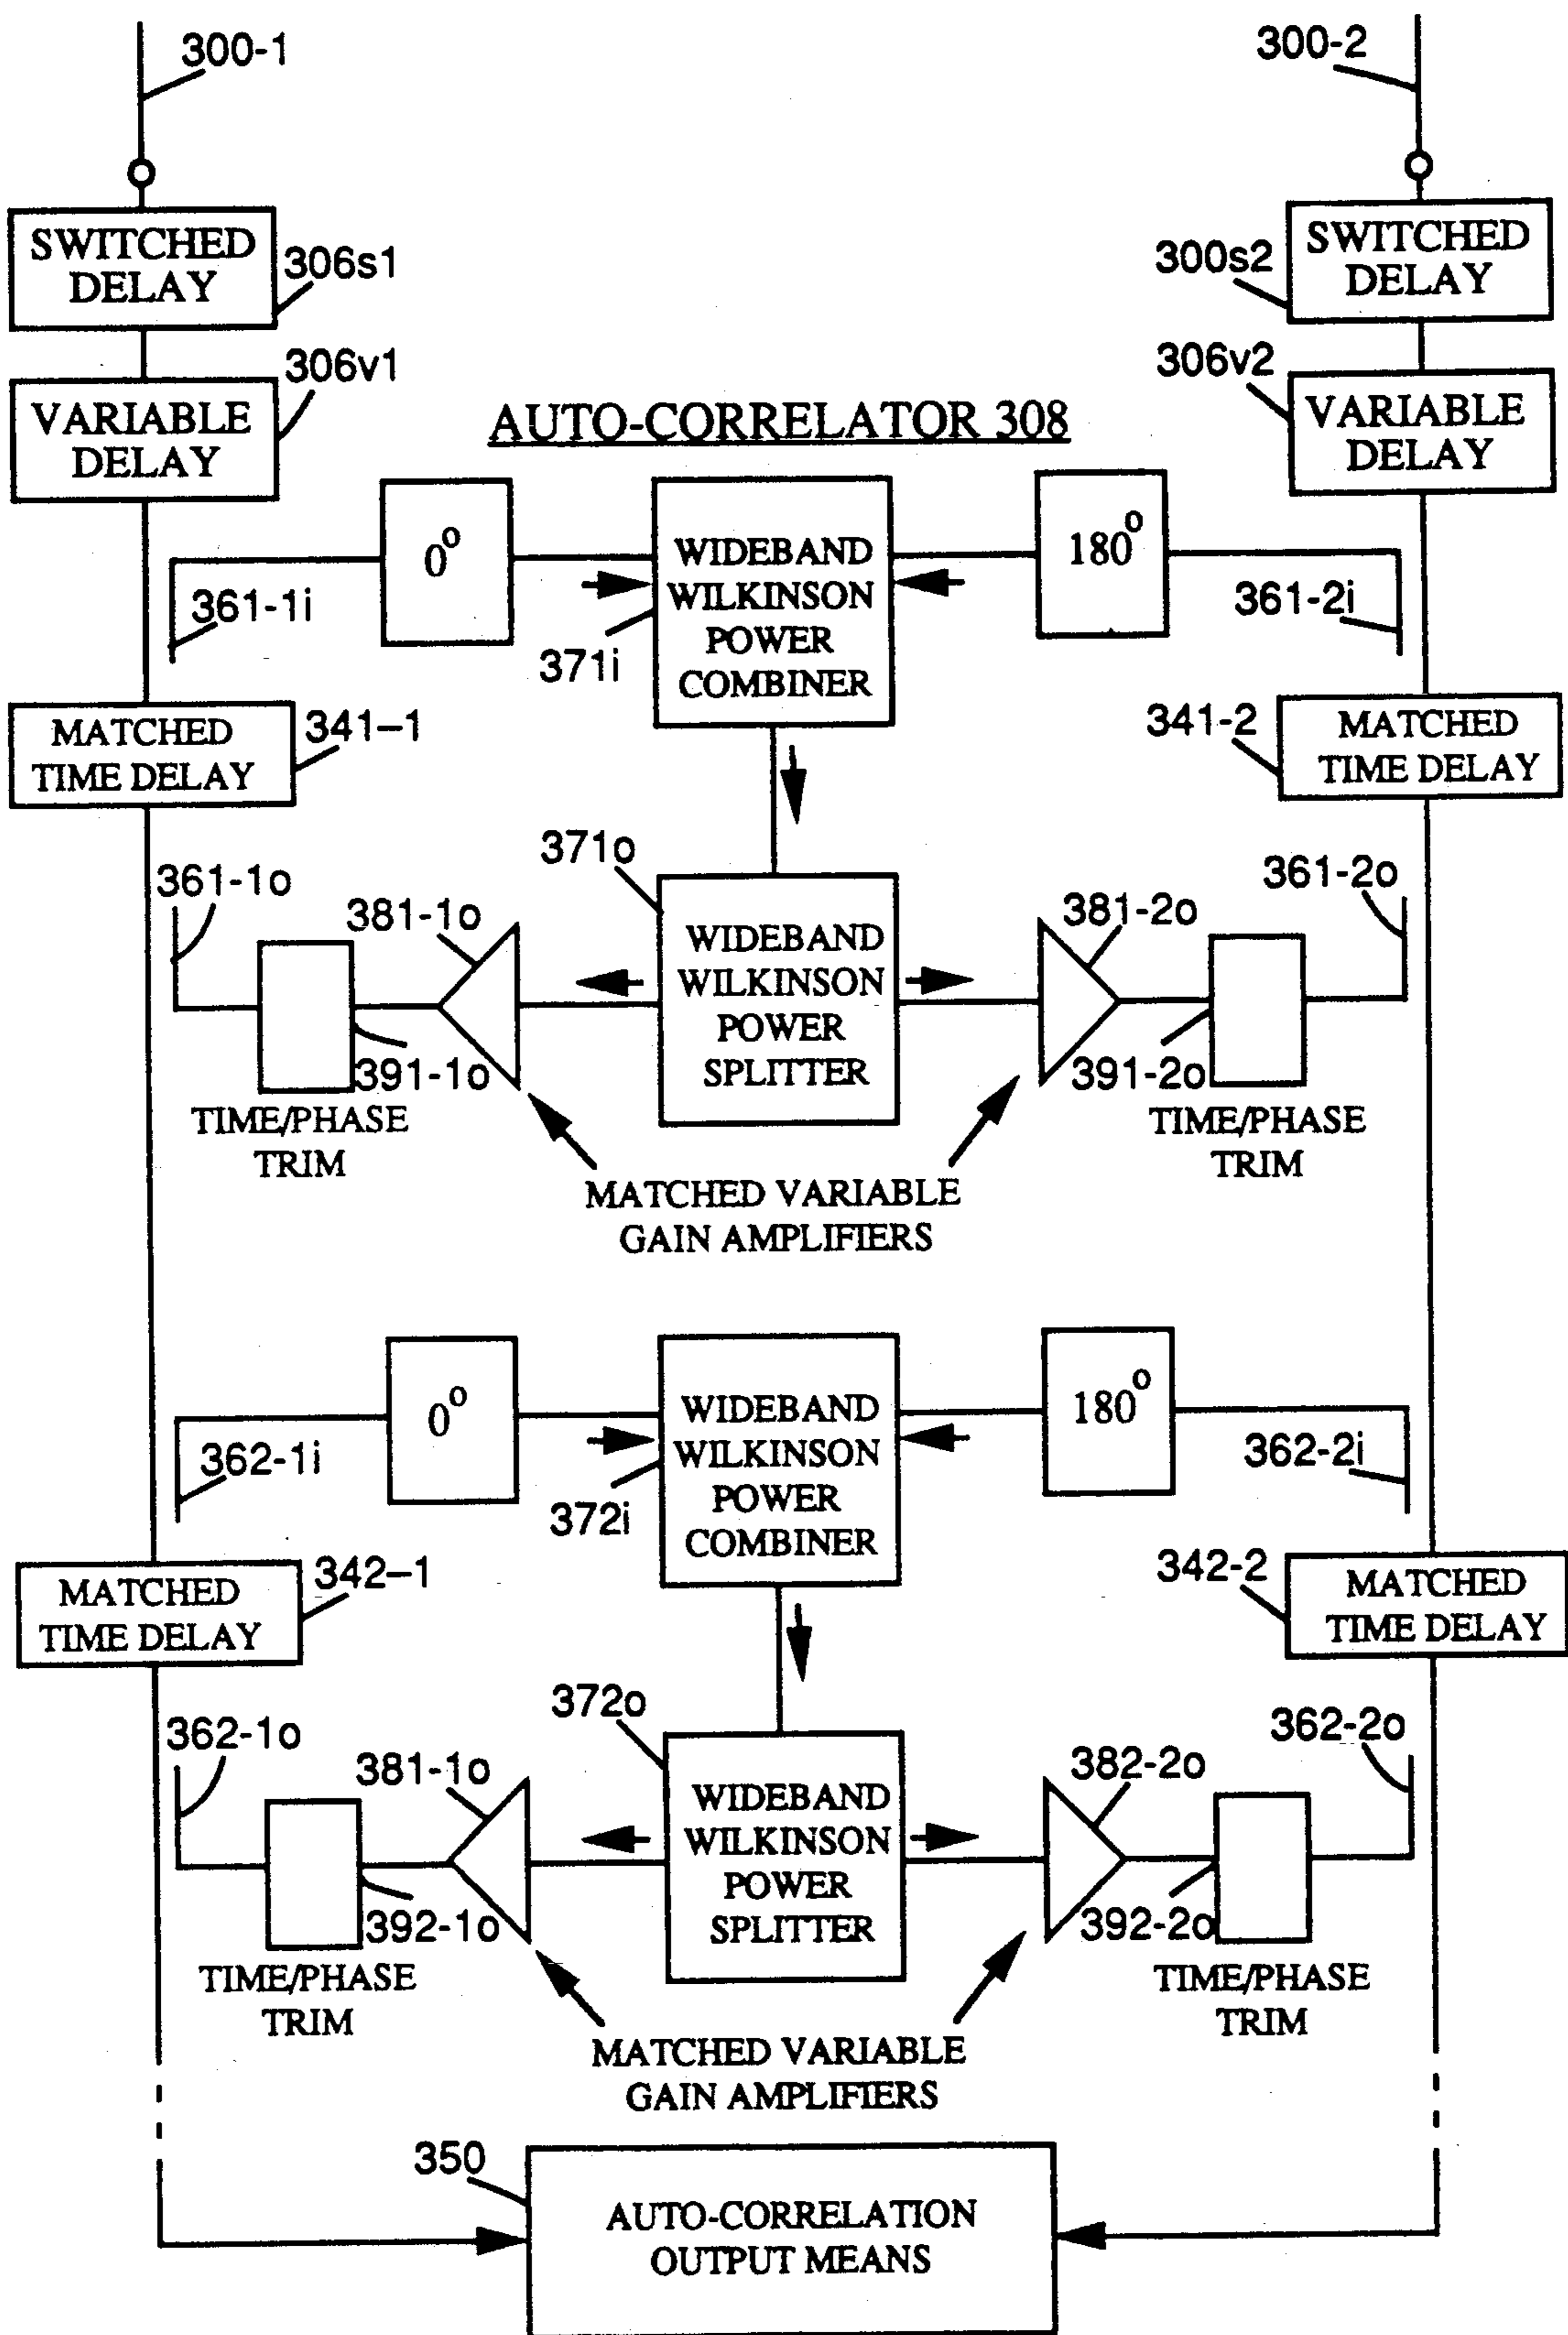 300-1
300-2
SWITCHED
DELAY
306s1
300s2
SWITCHED
DELAY
306v1
306v2
VARIABLE
DELAY
AUTO-CORRELATOR 308
VARIABLE
DELAY
0°
WIDEBAND
WILKINSON
POWER
COMBINER
180°
361-1i
371i
361-2i
MATCHED
TIME DELAY
341–1
341-2
MATCHED
TIME DELAY
361-1o
381-1o
371o
381-2o
361-2o
WIDEBAND
WILKINSON
POWER
SPLITTER
391-1o
391-2o
TIME/PHASE
TRIM
TIME/PHASE
TRIM
MATCHED VARIABLE
GAIN AMPLIFIERS
0°
WIDEBAND
WILKINSON
POWER
COMBINER
180°
362-1i
372i
362-2i
MATCHED
TIME DELAY
342–1
342-2
MATCHED
TIME DELAY
362-1o
381-1o
372o
382-2o
362-2o
WIDEBAND
WILKINSON
POWER
SPLITTER
392-1o
392-2o
TIME/PHASE
TRIM
TIME/PHASE
TRIM
MATCHED VARIABLE
GAIN AMPLIFIERS
350
AUTO-CORRELATION
OUTPUT MEANS